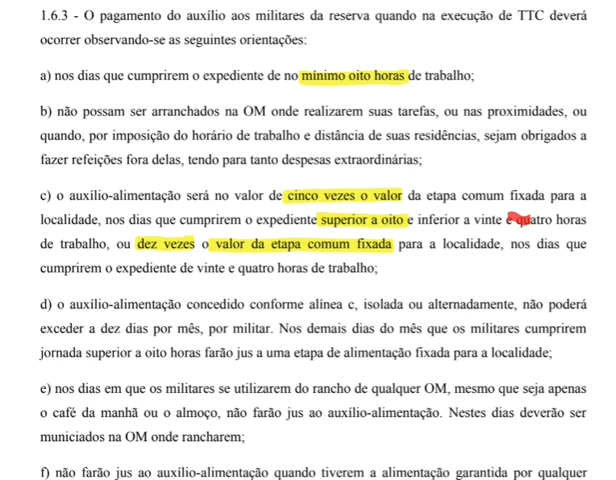 1.6.3 - O pagamento do auxílio aos militares da reserva quando na execução de TTC deverá
ocorrer observando-se as seguintes orientações:
a) nos dias que cumprirem o expediente de no mínimo oito horas de trabalho;
b) não possam ser arranchados na OM onde realizarem suas tarefas, ou nas proximidades, ou
quando, por imposição do horário de trabalho e distância de suas residências, sejam obrigados a
fazer refeições fora delas, tendo para tanto despesas extraordinárias;
c) o auxílio-alimentação será no valor de cinco vezes o valor da etapa comum fixada para a
localidade, nos dias que cumprirem o expediente superior a oito e inferior a vinte e quatro horas
de trabalho, ou dez vezes o valor da etapa comum fixada para a localidade, nos dias que
cumprirem o expediente de vinte e quatro horas de trabalho;
d) o auxílio-alimentação concedido conforme alínea c, isolada ou alternadamente, não poderá
exceder a dez dias por mês, por militar. Nos demais dias do mês que os militares cumprirem
jornada superior a oito horas farão jus a uma etapa de alimentação fixada para a localidade;
e) nos dias em que os militares se utilizarem do rancho de qualquer OM, mesmo que seja apenas
o café da manhã ou o almoço, não farão jus ao auxílio-alimentação. Nestes dias deverão ser
municiados na OM onde rancharem;
f) não farão jus ao auxílio-alimentação quando tiverem a alimentação garantida por qualquer